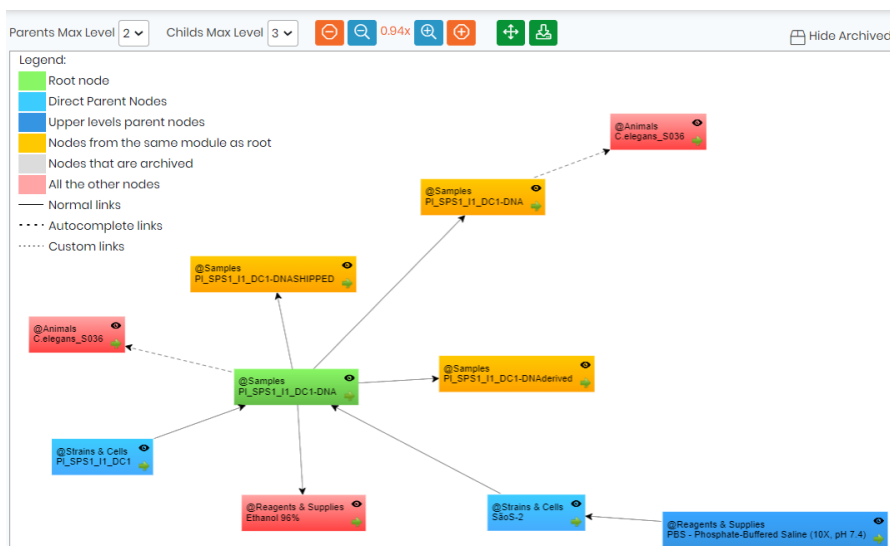 Parents Max Level 2 Childs Max Level 3 0.94x Hide Archived
Legend:
Root node
Direct Parent Nodes
Upper levels parent nodes
Nodes from the same module as root
Nodes that are archived
All the other nodes
Normal links
Autocomplete links
Custom links
@Animals
C.elegans_S036
@Samples
PI_SPS1_I1_DC1-DNA
@Samples
PI_SPS1_I1_DC1-DNASHIPPED
@Animals
C.elegans_S036
@Samples
PI_SPS1_I1_DC1-DNA
@Samples
PI_SPS1_I1_DC1-DNAderived
@Strains & Cells
PI_SPS1_I1_DC1
@Reagents & Supplies
Ethanol 96%
@Strains & Cells
SaoS-2
@Reagents & Supplies
PBS - Phosphate-Buffered Saline (10X, pH 7.4)